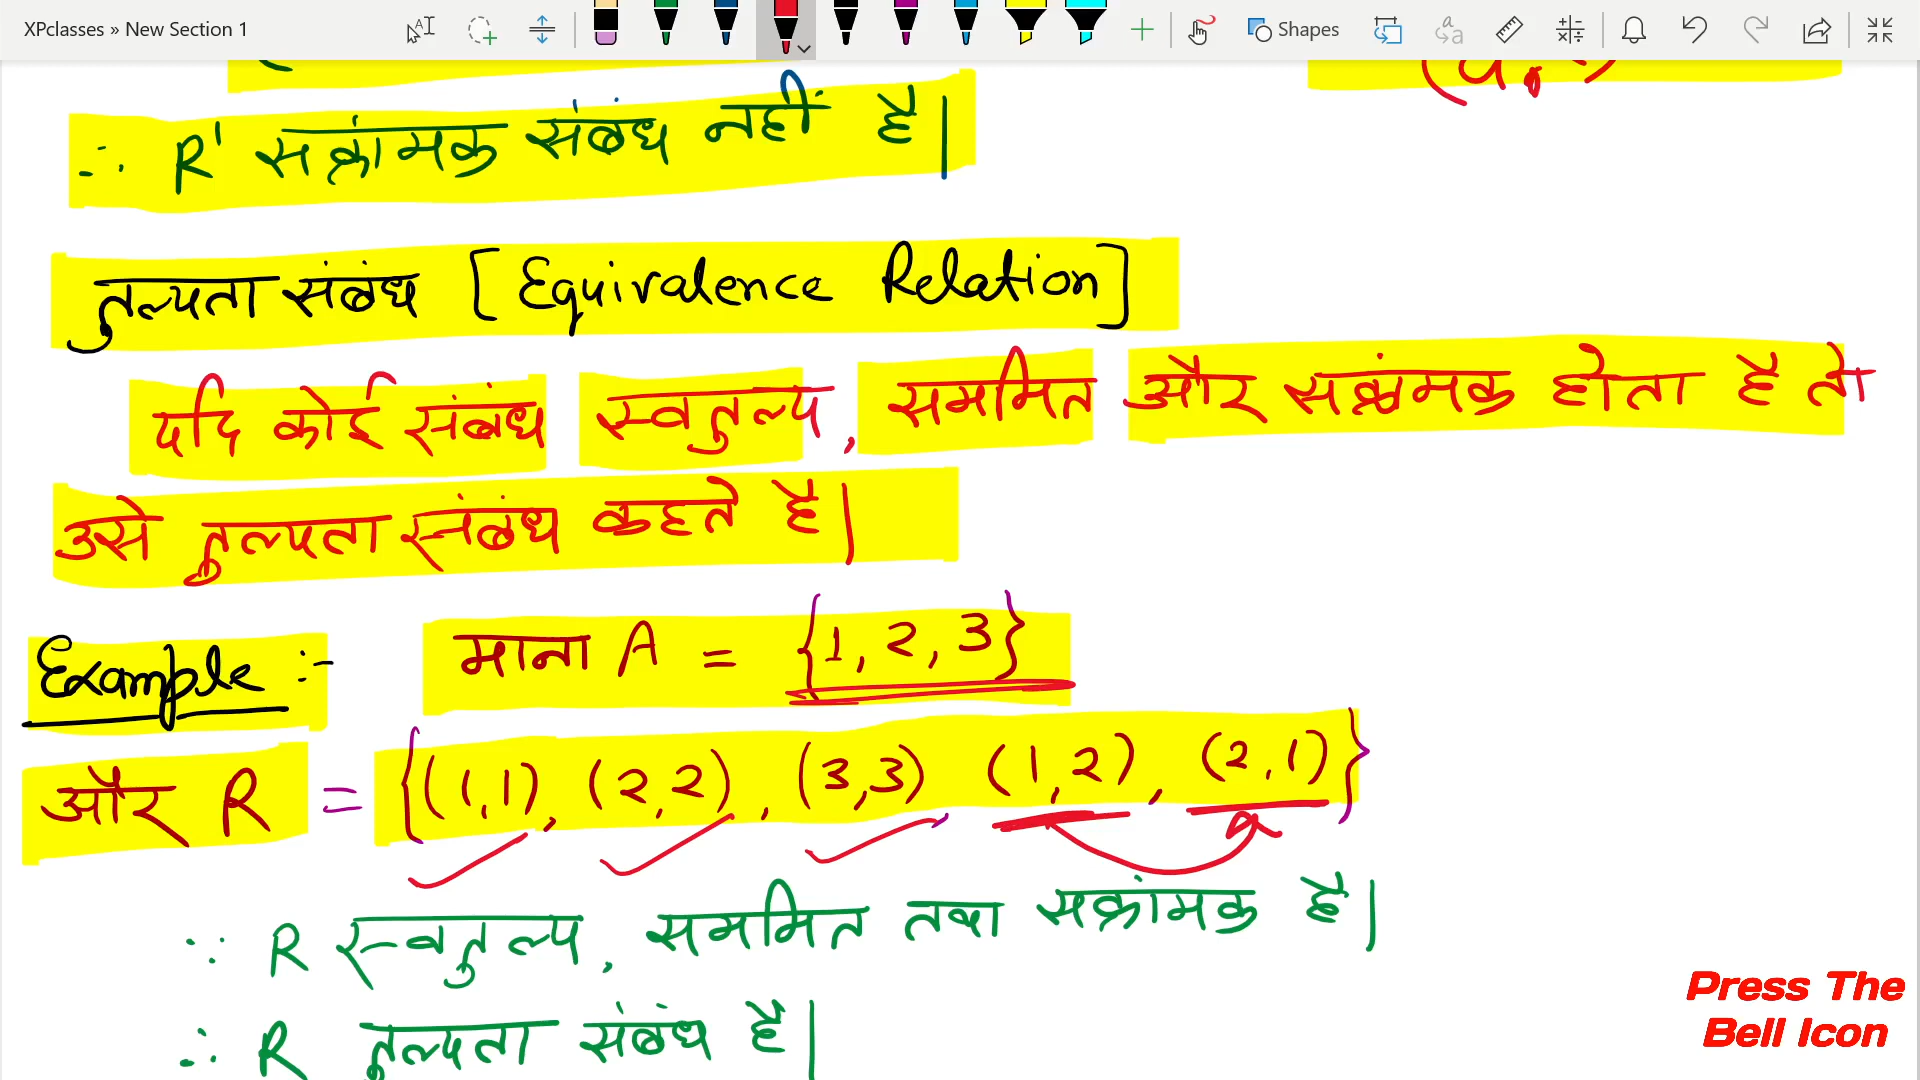 XPclasses » New Section 1
Shapes
∴ R' सक्रांमक संबंध नहीं है|
तुल्यता संबंध [Equivalence Relation]
यदि कोई संबंध स्वतुल्य, सममित और सक्रांमक होता है तो
उसे तुल्यता संबंध कहते है|
Example :- माना A = {1, 2, 3}
और R = {(1,1), (2,2), (3,3) (1,2), (2,1)}
∵ R स्वतुल्य, सममित तथा सक्रांमक है|
∴ R तुल्यता संबंध है|
Press The
Bell Icon